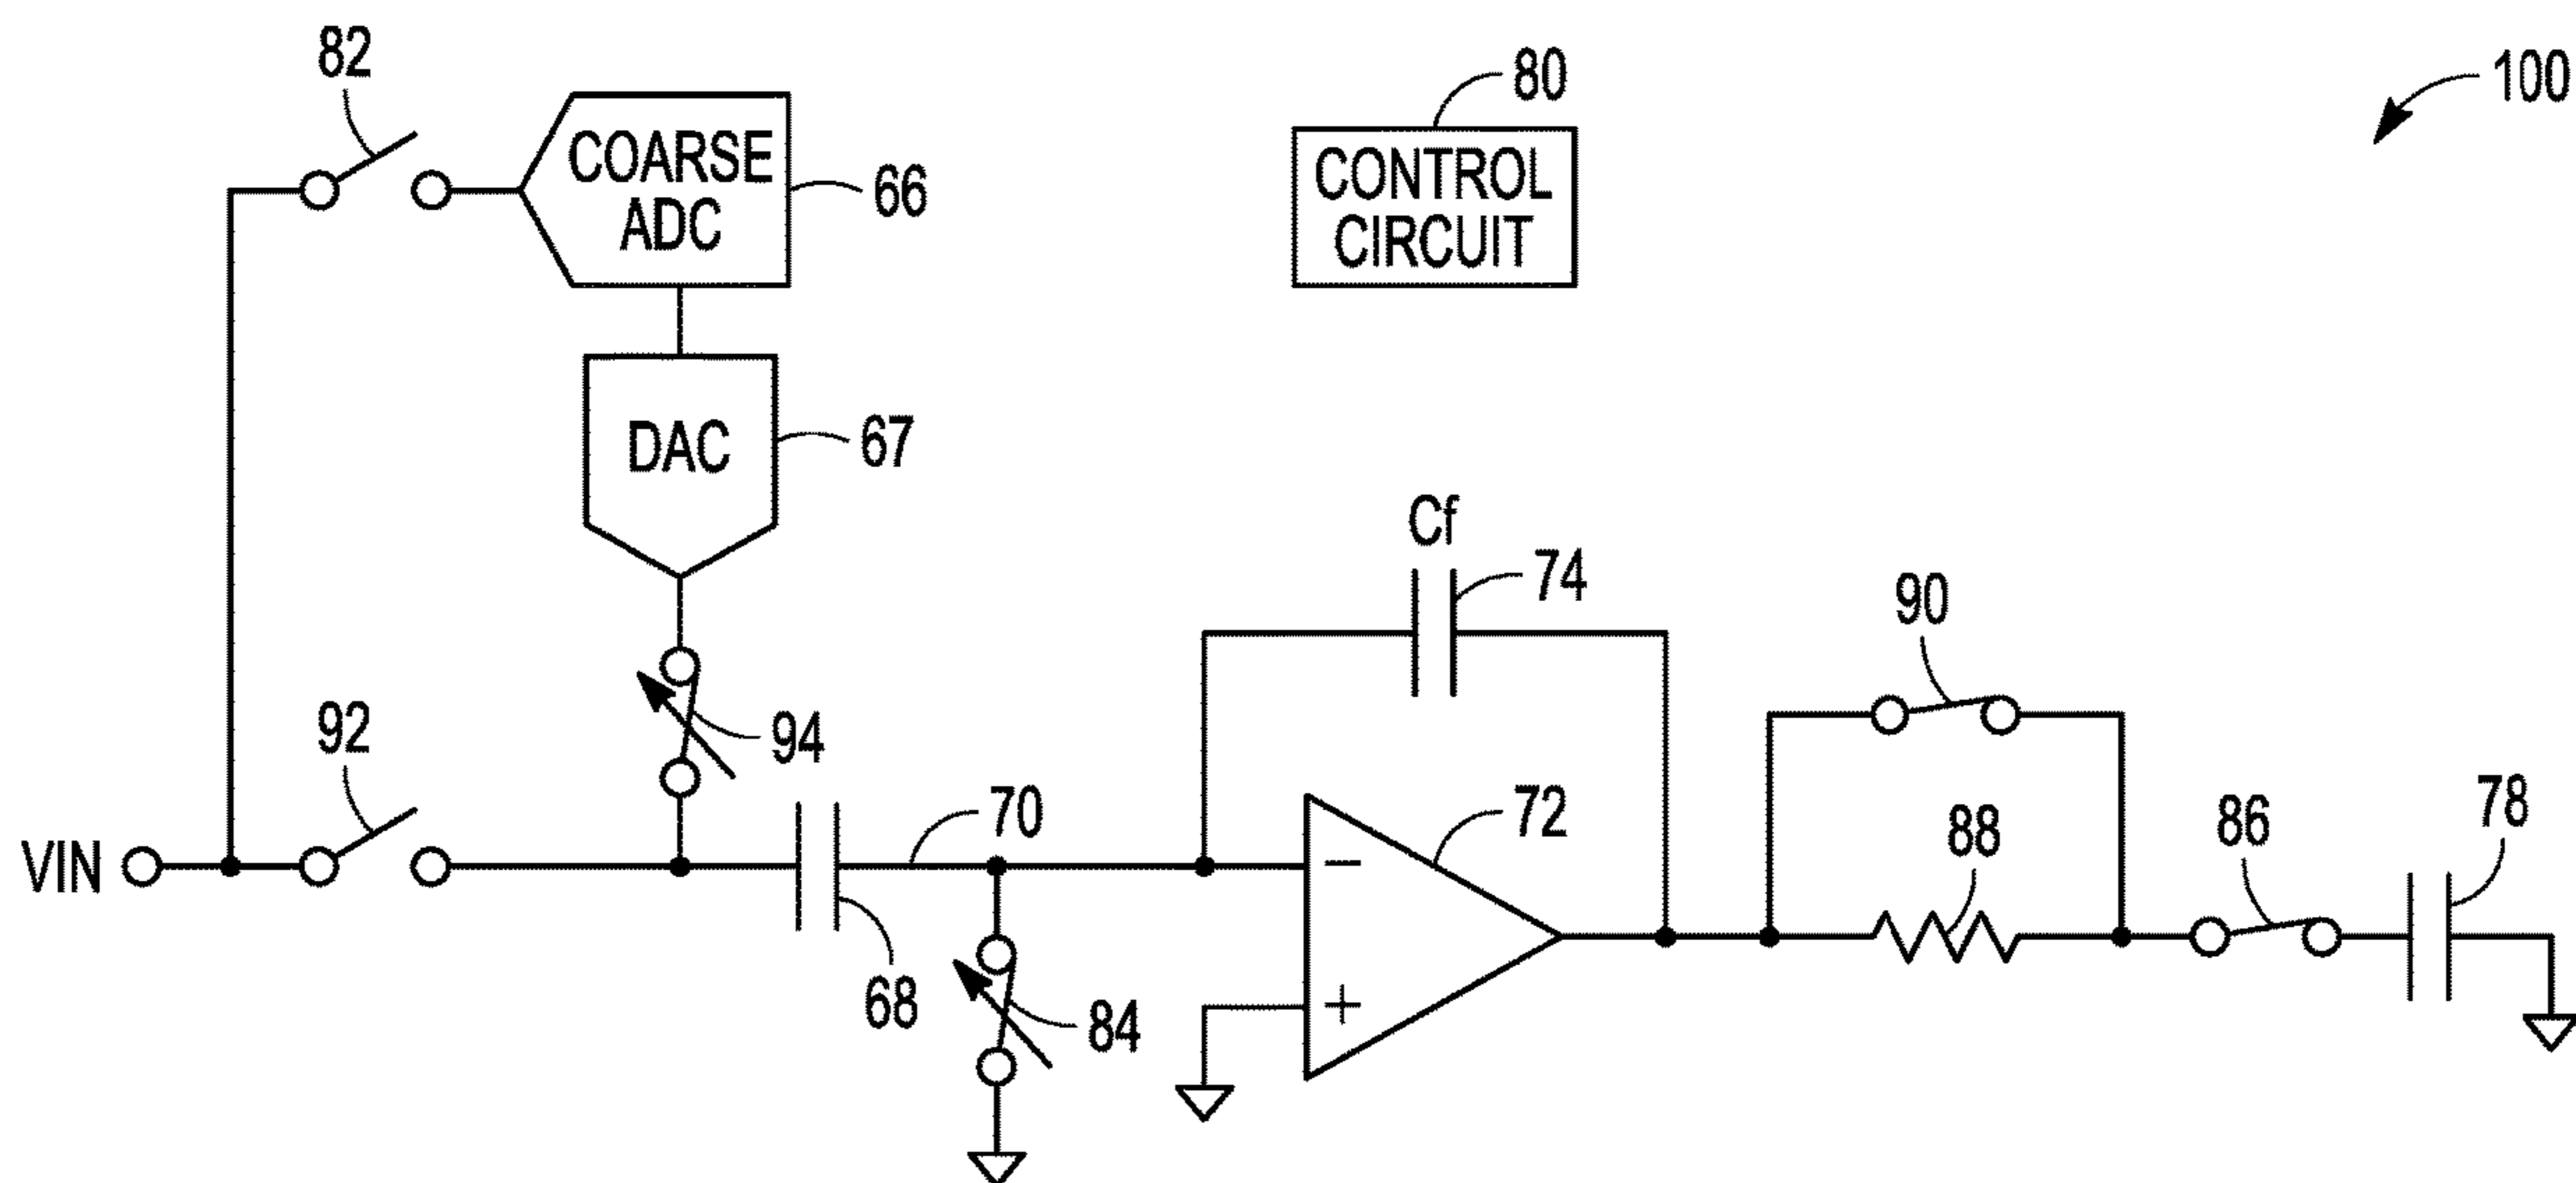 82
80
100
COARSE
ADC
66
CONTROL
CIRCUIT
DAC
67
Cf
74
90
92
94
70
72
88
86
78
VIN
68
84
−
+